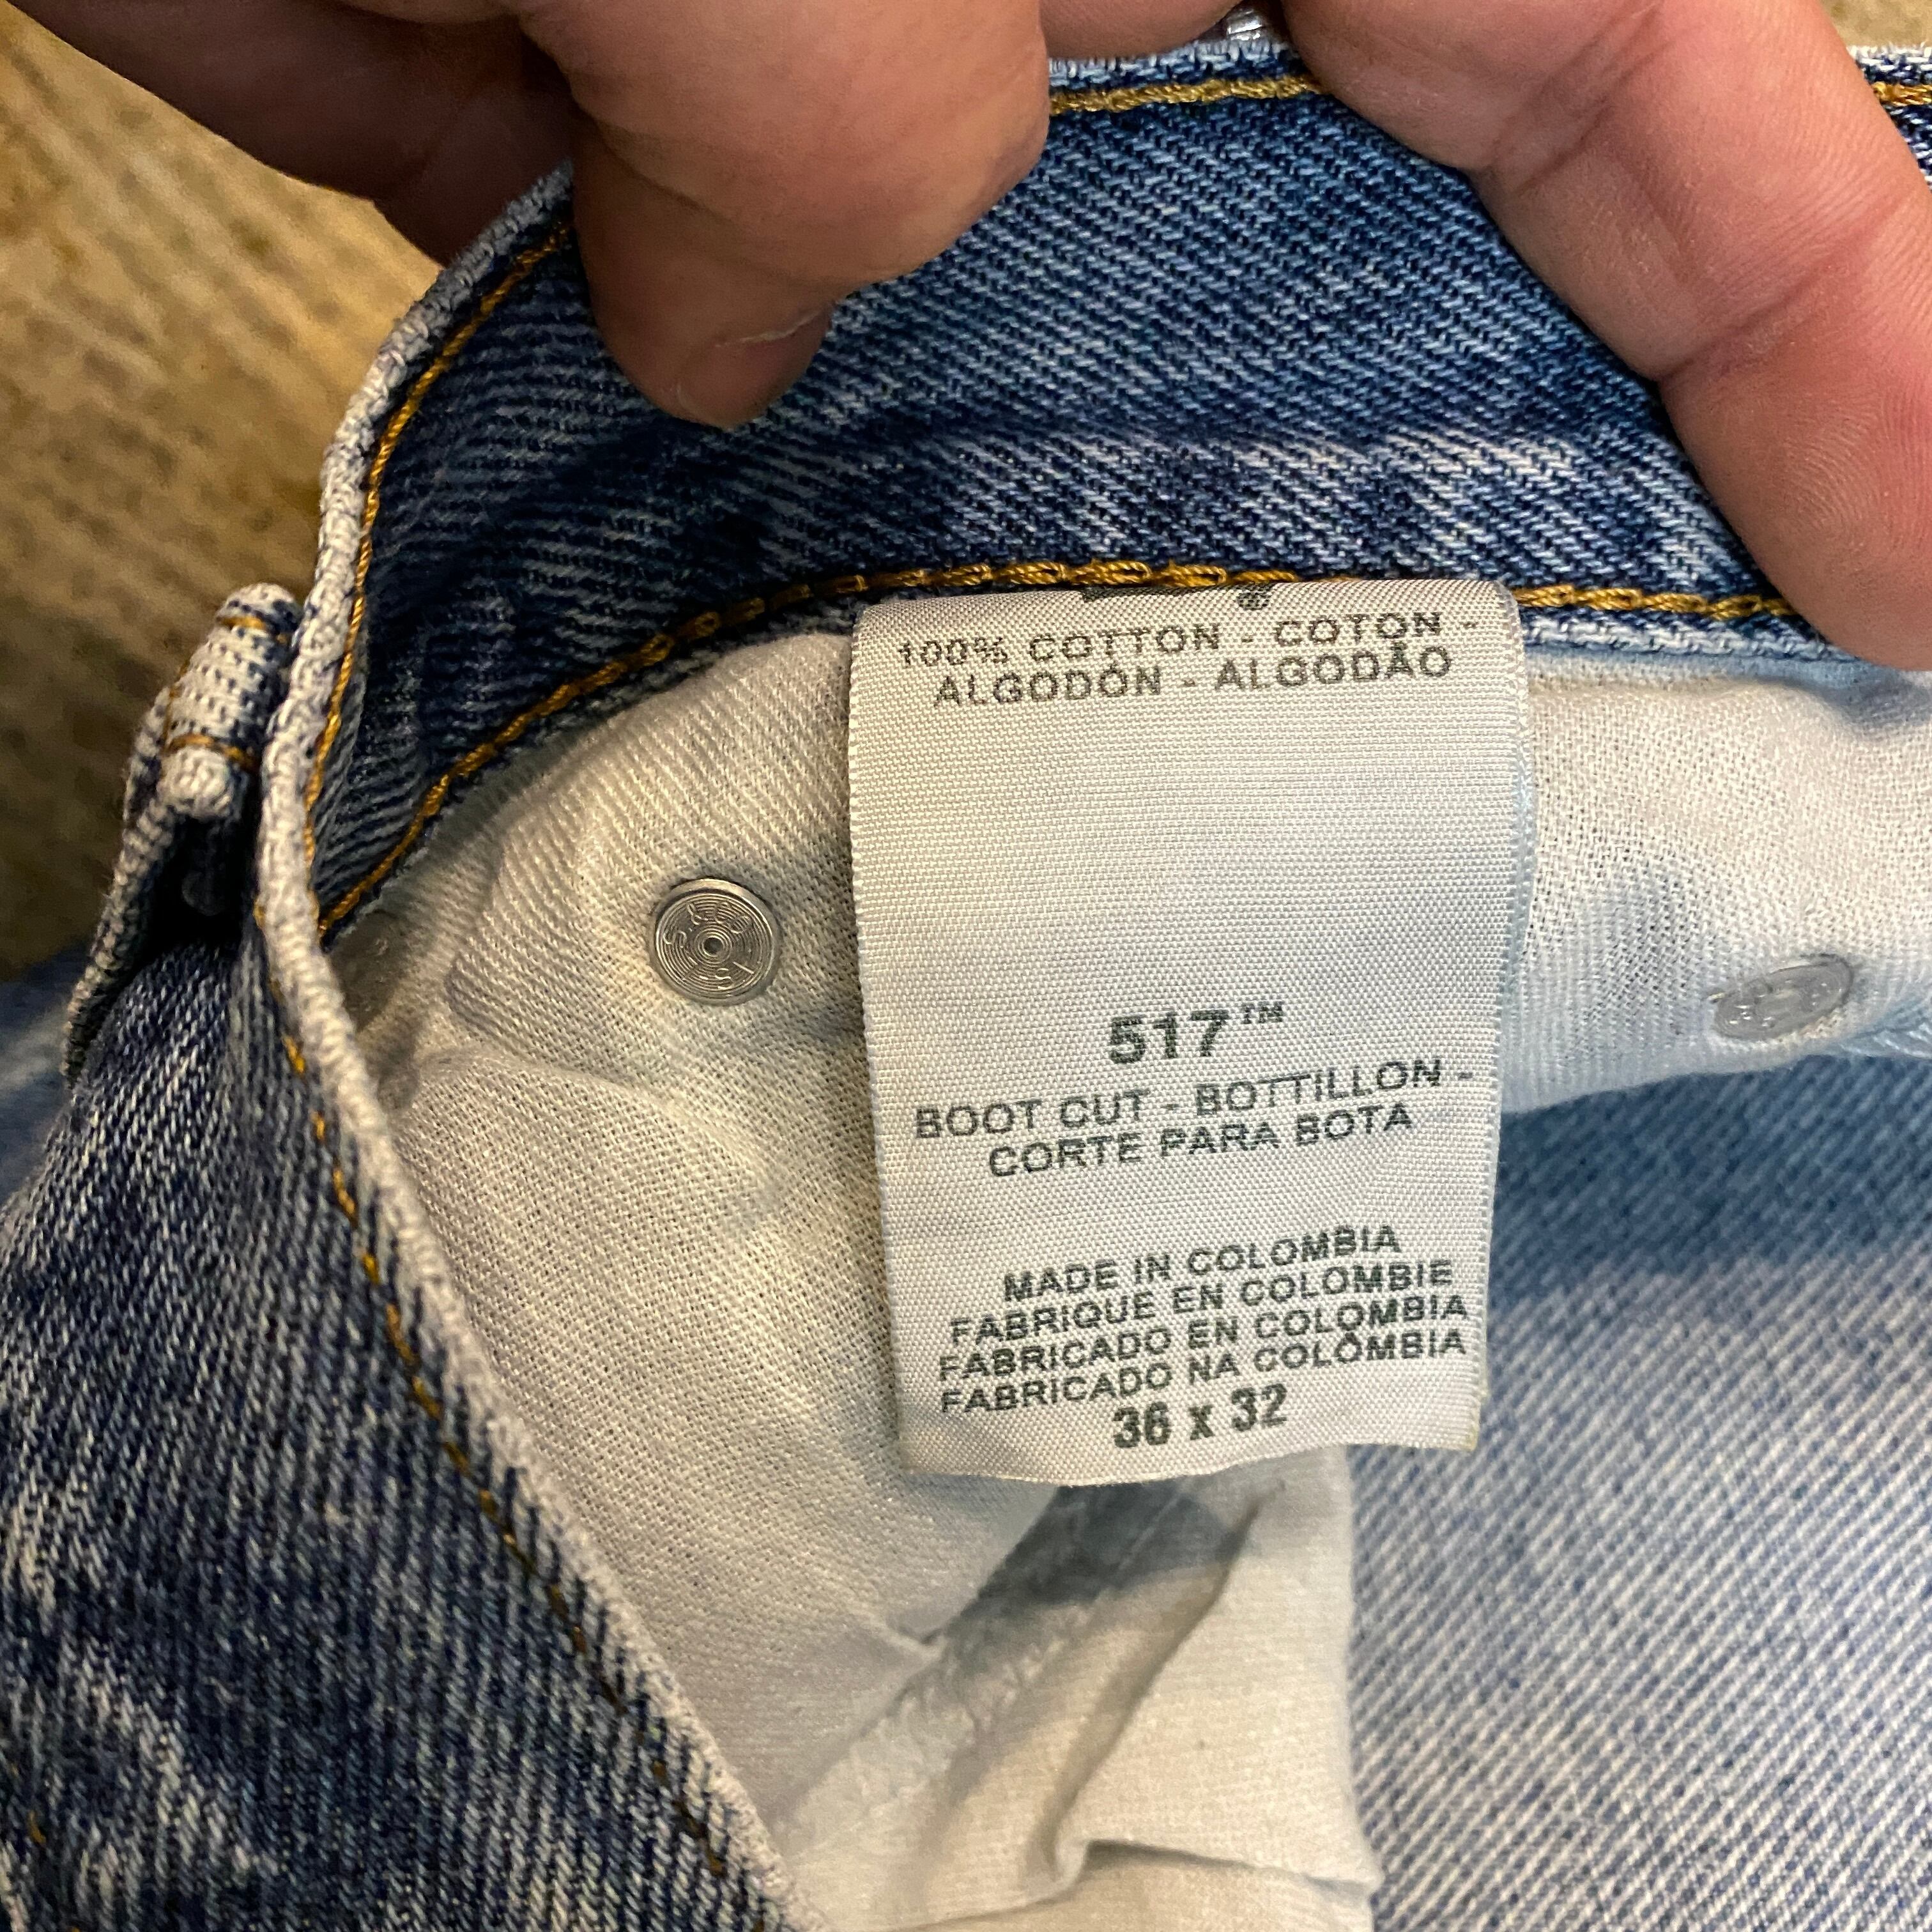 100% COTTON - COTON -
ALGODÓN - ALGODÃO
517™
BOOT CUT - BOTTILLON -
CORTE PARA BOTA
MADE IN COLOMBIA
FABRIQUE EN COLOMBIE
FABRICADO EN COLOMBIA
FABRICADO NA COLÔMBIA
36 x 32